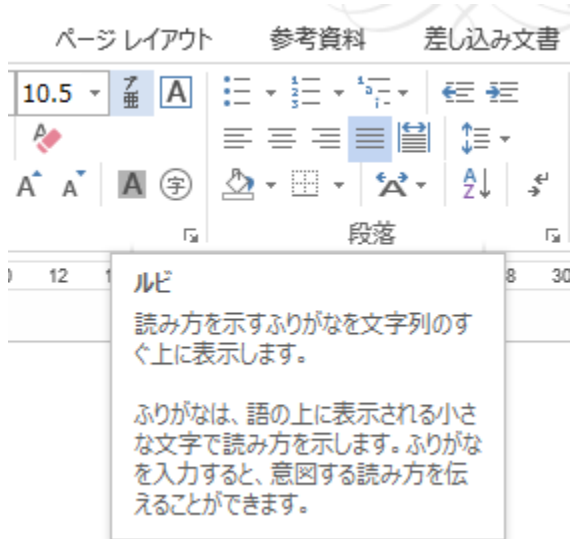 ページ レイアウト 参考資料 差し込み文書
10.5 ア亜 A
A A A 字 A A Z
段落
12 1 8 30
ルビ
読み方を示すふりがなを文字列のす
ぐ上に表示します。
ふりがなは、語の上に表示される小さ
な文字で読み方を示します。ふりがな
を入力すると、意図する読み方を伝
えることができます。